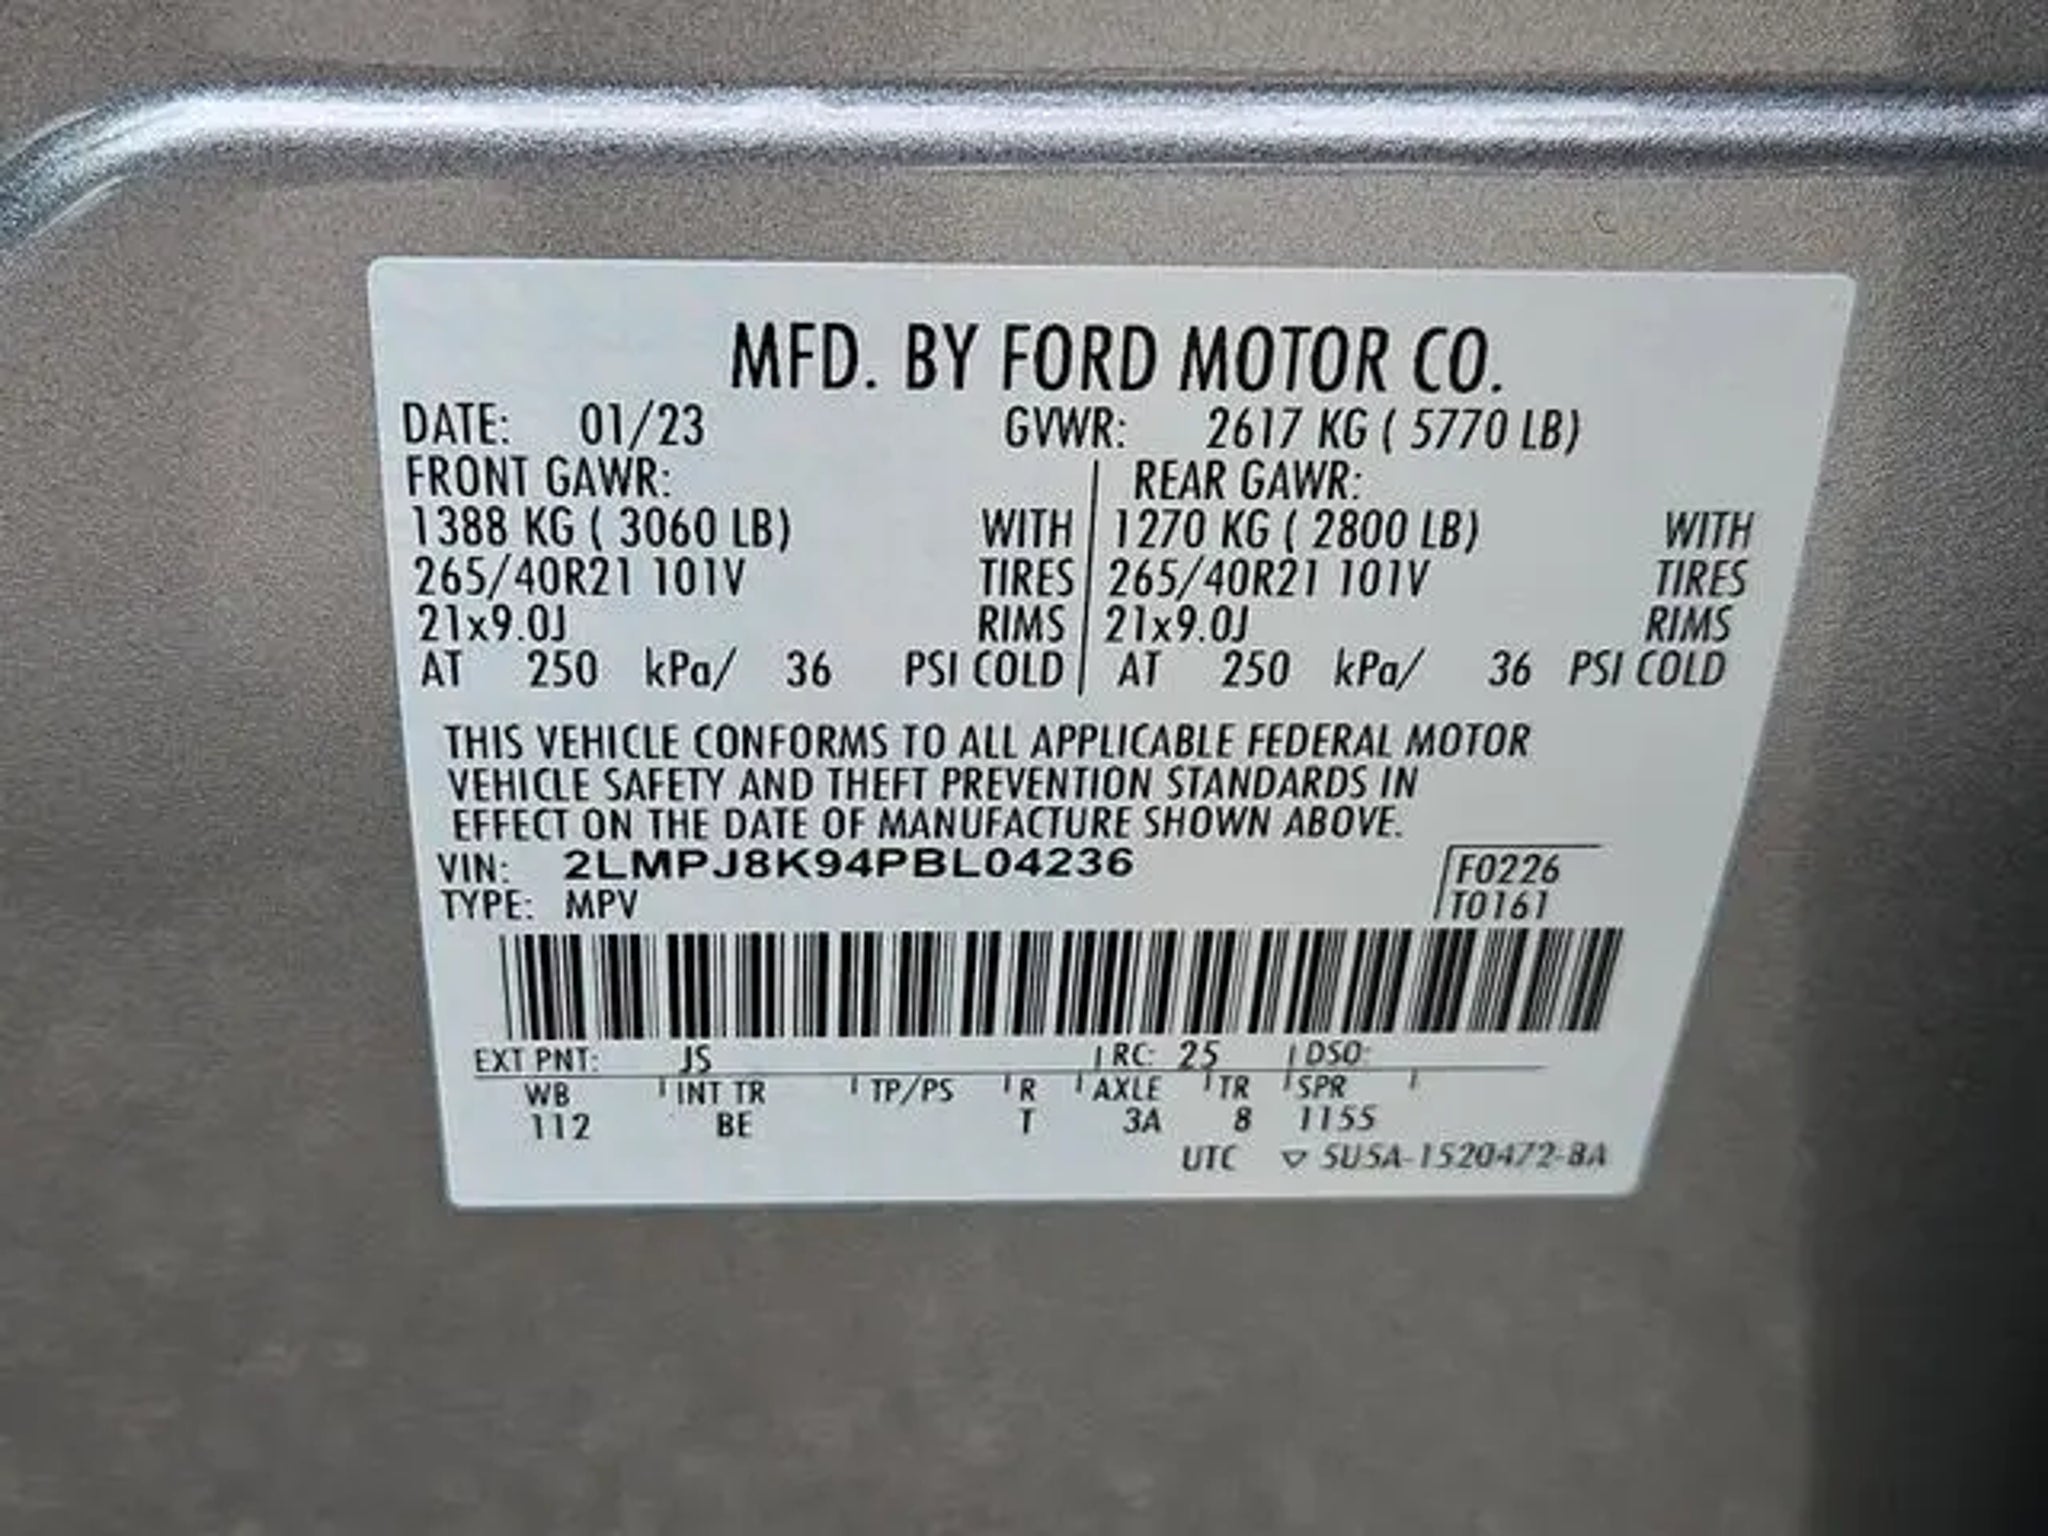 MFD. BY FORD MOTOR CO.
DATE: 01/23 GVWR: 2617 KG ( 5770 LB)
FRONT GAWR: REAR GAWR:
1388 KG ( 3060 LB) WITH 1270 KG ( 2800 LB) WITH
265/40R21 101V TIRES 265/40R21 101V TIRES
21x9.0J RIMS 21x9.0J RIMS
AT 250 kPa/ 36 PSI COLD AT 250 kPa/ 36 PSI COLD
THIS VEHICLE CONFORMS TO ALL APPLICABLE FEDERAL MOTOR
VEHICLE SAFETY AND THEFT PREVENTION STANDARDS IN
EFFECT ON THE DATE OF MANUFACTURE SHOWN ABOVE.
VIN: 2LMPJ8K94PBL04236 F0226
TYPE: MPV T0161
EXT PNT: JS RC: 25 DSO:
WB INT TR TP/PS R AXLE TR SPR
112 BE T 3A 8 1155
UTC ▽ 5U5A-1520472-BA